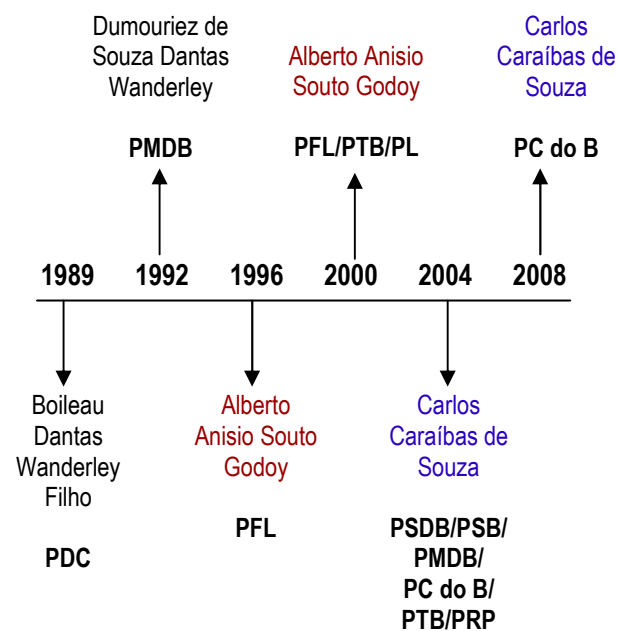 Dumouriez de
Souza Dantas
Wanderley
PMDB
Alberto Anisio
Souto Godoy
PFL/PTB/PL
Carlos
Caraíbas de
Souza
PC do B
1989 1992 1996 2000 2004 2008
Boileau
Dantas
Wanderley
Filho
PDC
Alberto
Anisio Souto
Godoy
PFL
Carlos
Caraíbas de
Souza
PSDB/PSB/
PMDB/
PC do B/
PTB/PRP